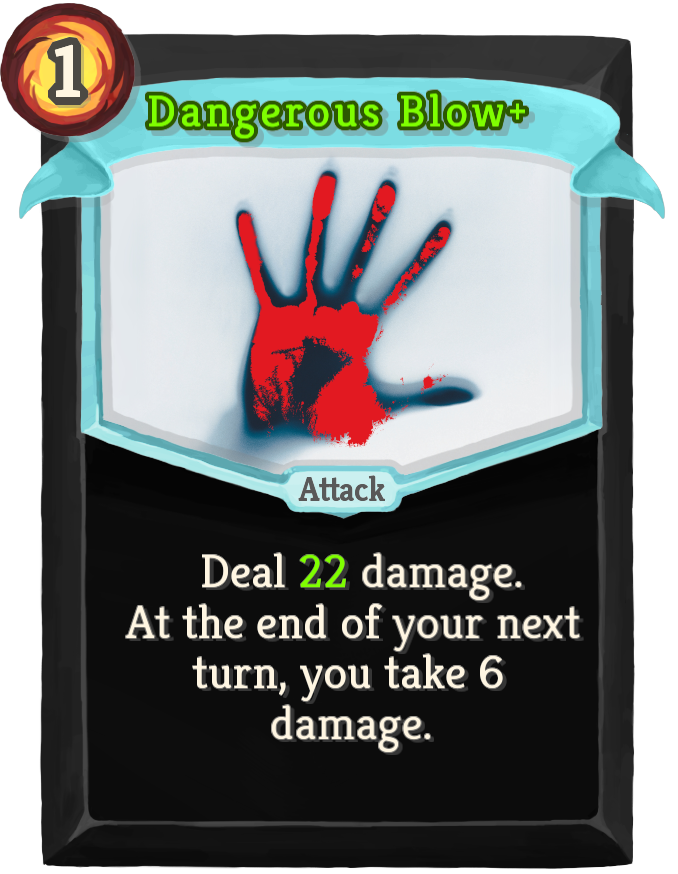 1
Dangerous Blow+
Attack
Deal 22 damage.
At the end of your next
turn, you take 6
damage.